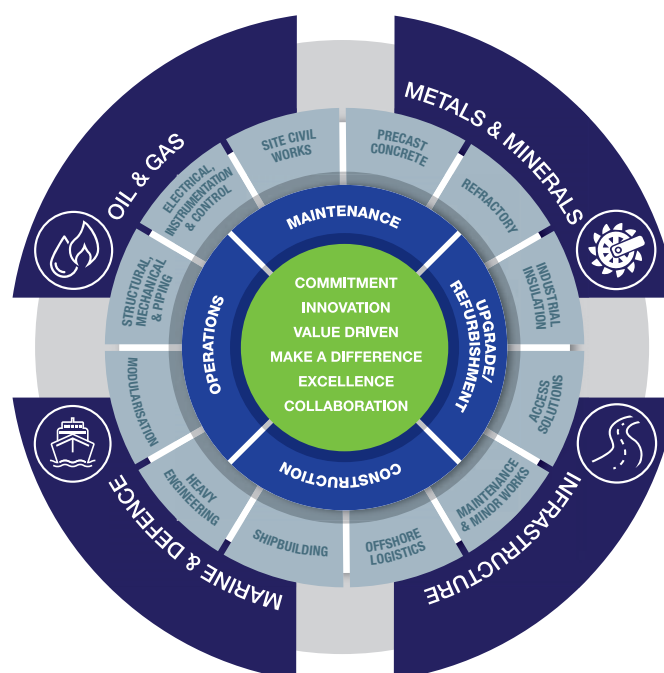 OIL & GAS
METALS & MINERALS
INFRASTRUCTURE
MARINE & DEFENCE
SITE CIVIL
WORKS
PRECAST
CONCRETE
REFRACTORY
INDUSTRIAL
INSULATION
ACCESS
SOLUTIONS
MAINTENANCE
& MINOR WORKS
OFFSHORE
LOGISTICS
SHIPBUILDING
HEAVY
ENGINEERING
MODULARISATION
STRUCTURAL,
MECHANICAL
& PIPING
ELECTRICAL,
INSTRUMENTATION
& CONTROL
MAINTENANCE
UPGRADE/
REFURBISHMENT
CONSTRUCTION
OPERATIONS
COMMITMENT
INNOVATION
VALUE DRIVEN
MAKE A DIFFERENCE
EXCELLENCE
COLLABORATION